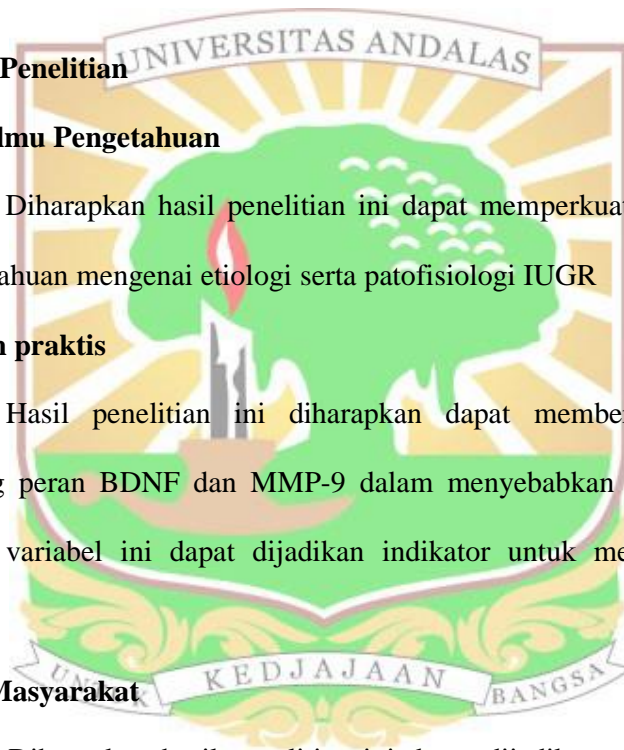 UNIVERSITAS ANDALAS
Penelitian
lmu Pengetahuan
Diharapkan hasil penelitian ini dapat memperkuat
ahuan mengenai etiologi serta patofisiologi IUGR
praktis
Hasil penelitian ini diharapkan dapat membe
peran BDNF dan MMP-9 dalam menyebabkan
variabel ini dapat dijadikan indikator untuk me
UNTUK KEDJAJAAN BANGSA
Masyarakat